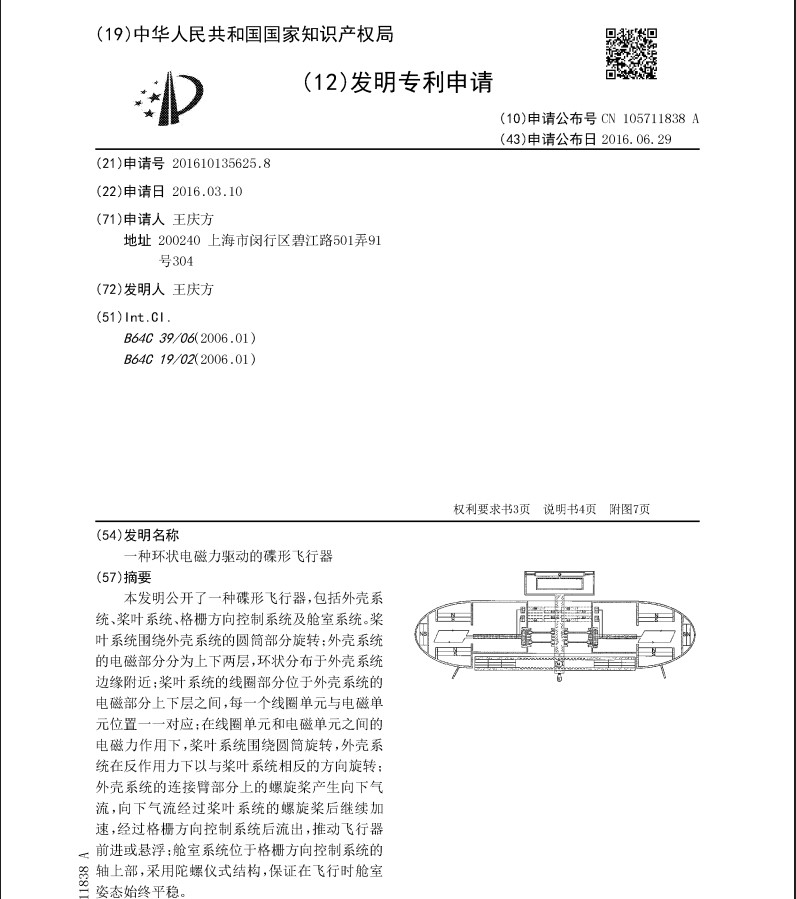 (19)中华人民共和国国家知识产权局
(12)发明专利申请
(10)申请公布号 CN 105711838 A
(43)申请公布日 2016.06.29
(21)申请号 201610135625.8
(22)申请日 2016.03.10
(71)申请人 王庆方
地址 200240 上海市闵行区碧江路501弄91
号304
(72)发明人 王庆方
(51)Int.Cl.
B64C 39/06(2006.01)
B64C 19/02(2006.01)
权利要求书3页 说明书4页 附图7页
(54)发明名称
一种环状电磁力驱动的碟形飞行器
(57)摘要
本发明公开了一种碟形飞行器,包括外壳系
统、桨叶系统、格栅方向控制系统及舱室系统。桨
叶系统围绕外壳系统的圆筒部分旋转;外壳系统
的电磁部分分为上下两层,环状分布于外壳系统
边缘附近;桨叶系统的线圈部分位于外壳系统的
电磁部分上下层之间,每一个线圈单元与电磁单
元位置一一对应;在线圈单元和电磁单元之间的
电磁力作用下,桨叶系统围绕圆筒旋转,外壳系
统在反作用力下以与桨叶系统相反的方向旋转;
外壳系统的连接臂部分上的螺旋桨产生向下气
流,向下气流经过桨叶系统的螺旋桨后继续加
速,经过格栅方向控制系统后流出,推动飞行器
前进或悬浮;舱室系统位于格栅方向控制系统的
轴上部,采用陀螺仪式结构,保证在飞行时舱室
姿态始终平稳。
11838 A